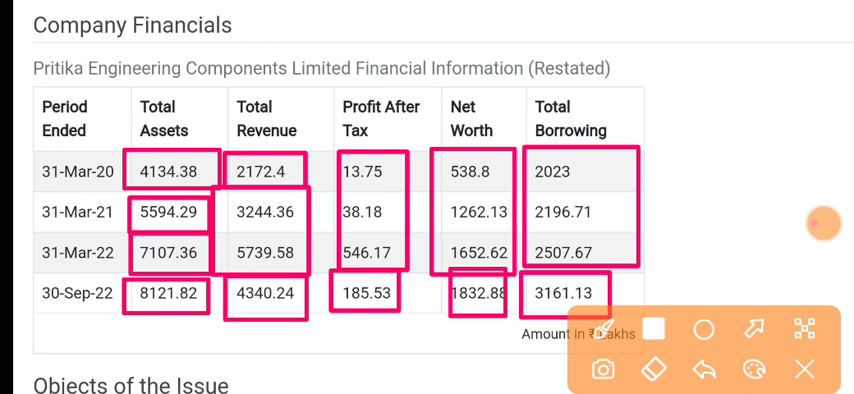 Company Financials
Pritika Engineering Components Limited Financial Information (Restated)
Period Ended Total Assets Total Revenue Profit After Tax Net Worth Total Borrowing
31-Mar-20 4134.38 2172.4 13.75 538.8 2023
31-Mar-21 5594.29 3244.36 38.18 1262.13 2196.71
31-Mar-22 7107.36 5739.58 546.17 1652.62 2507.67
30-Sep-22 8121.82 4340.24 185.53 1832.88 3161.13
Amount in ₹ Lakhs
Objects of the Issue